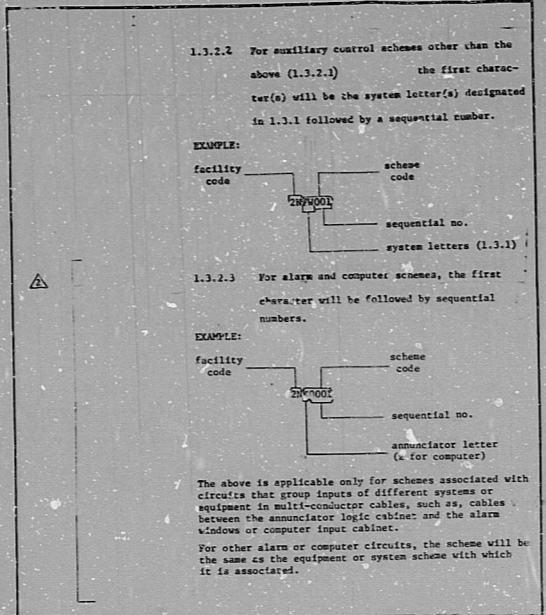 1.3.2.2 For auxiliary control schemes other than the
above (1.3.2.1) the first charac-
ter(s) will be the system letter(s) designated
in 1.3.1 followed by a sequential number.
EXAMPLE:
facility code
scheme code
sequential no.
system letters (1.3.1)
2
1.3.2.3 For alarm and computer schemes, the first
character will be followed by sequential
numbers.
EXAMPLE:
facility code
scheme code
sequential no.
annunciator letter
(x for computer)
The above is applicable only for schemes associated with
circuits that group inputs of different systems or
equipment in multi-conductor cables, such as, cables
between the annunciator logic cabinet and the alarm
windows or computer input cabinet.
For other alarm or computer circuits, the scheme will be
the same as the equipment or system scheme with which
it is associated.